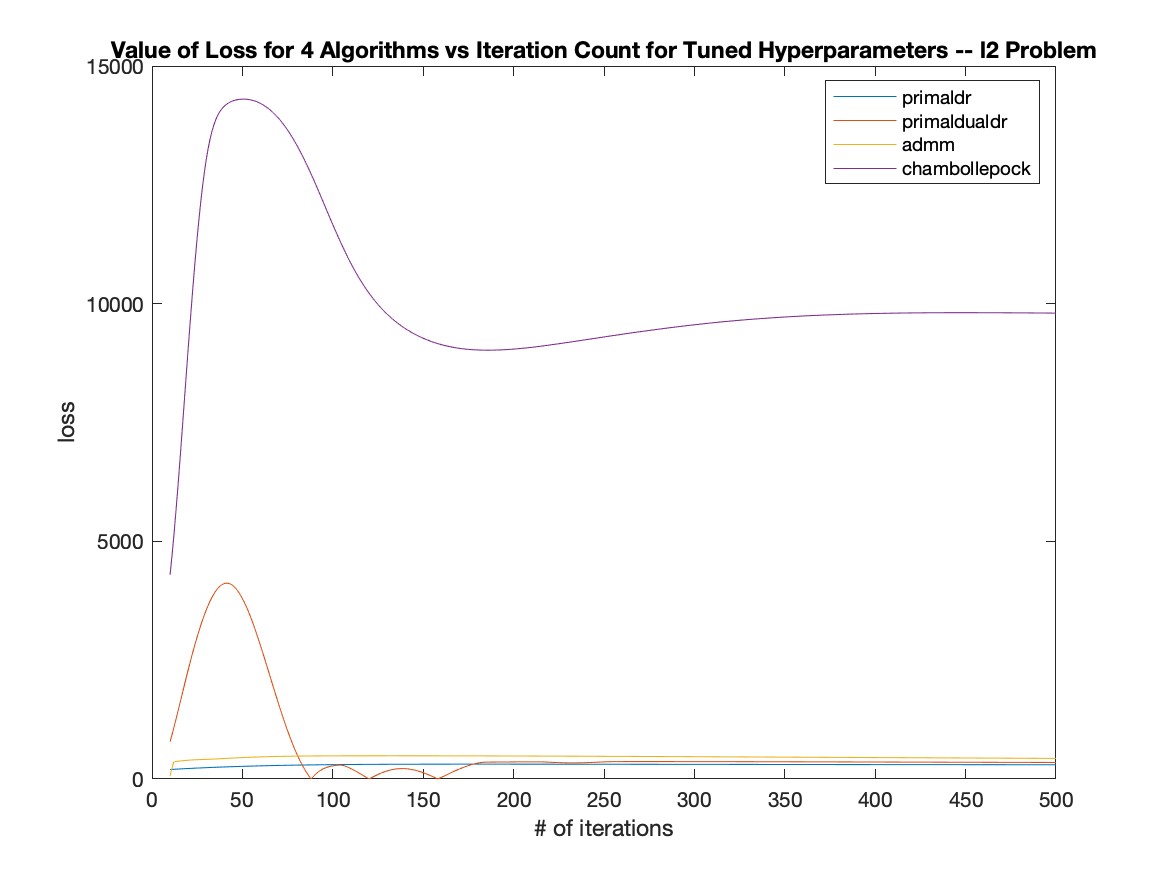 Value of Loss for 4 Algorithms vs Iteration Count for Tuned Hyperparameters -- l2 Problem
15000
10000
5000
0
loss
primaldr
primaldualdr
admm
chambollepock
0 50 100 150 200 250 300 350 400 450 500
# of iterations